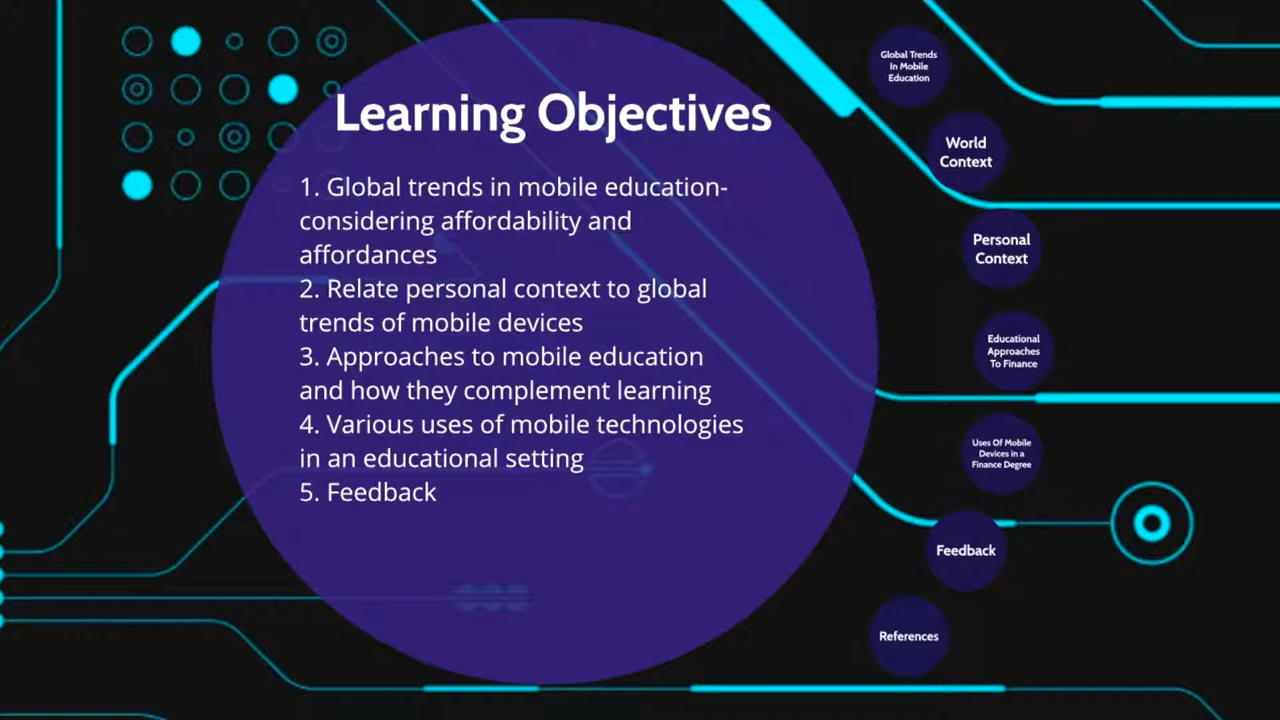 Learning Objectives
1. Global trends in mobile education-
considering affordability and
affordances
2. Relate personal context to global
trends of mobile devices
3. Approaches to mobile education
and how they complement learning
4. Various uses of mobile technologies
in an educational setting
5. Feedback
Global Trends
In Mobile
Education
World
Context
Personal
Context
Educational
Approaches
To Finance
Uses Of Mobile
Devices in a
Finance Degree
Feedback
References